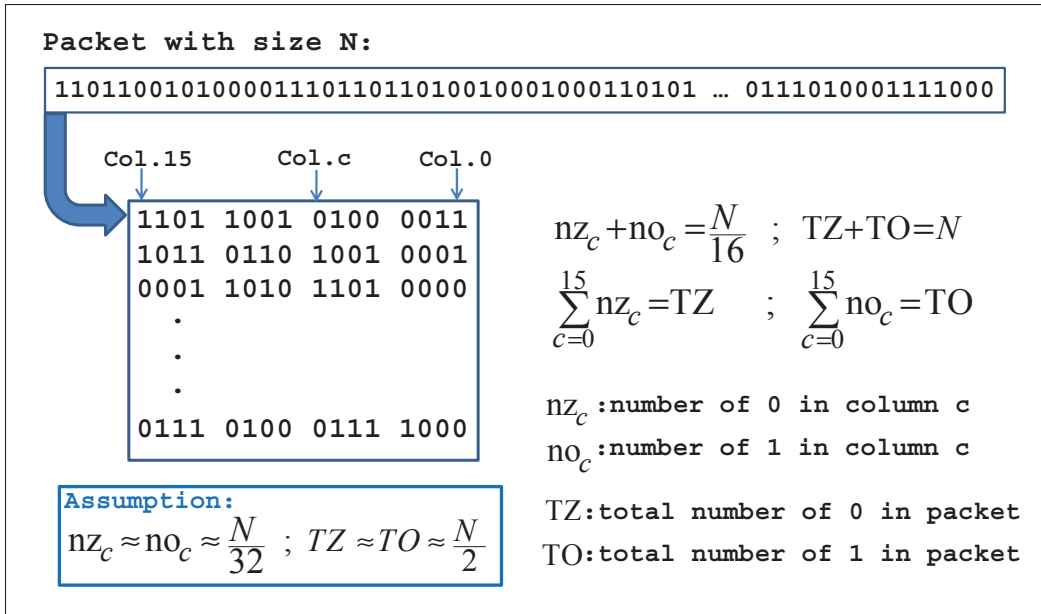 Packet with size N:
1101100101000011101101101001000100011​0101 … 0111010001111000
Col.15 Col.c Col.0
1101 1001 0100 0011
1011 0110 1001 0001
0001 1010 1101 0000
.
.
.
0111 0100 0111 1000
nz_c + no_c = N/16 ; TZ+TO=N
∑_{c=0}^{15} nz_c = TZ ; ∑_{c=0}^{15} no_c = TO
nz_c :number of 0 in column c
no_c :number of 1 in column c
TZ:total number of 0 in packet
TO:total number of 1 in packet
Assumption:
nz_c ≈ no_c ≈ N/32 ; TZ ≈ TO ≈ N/2